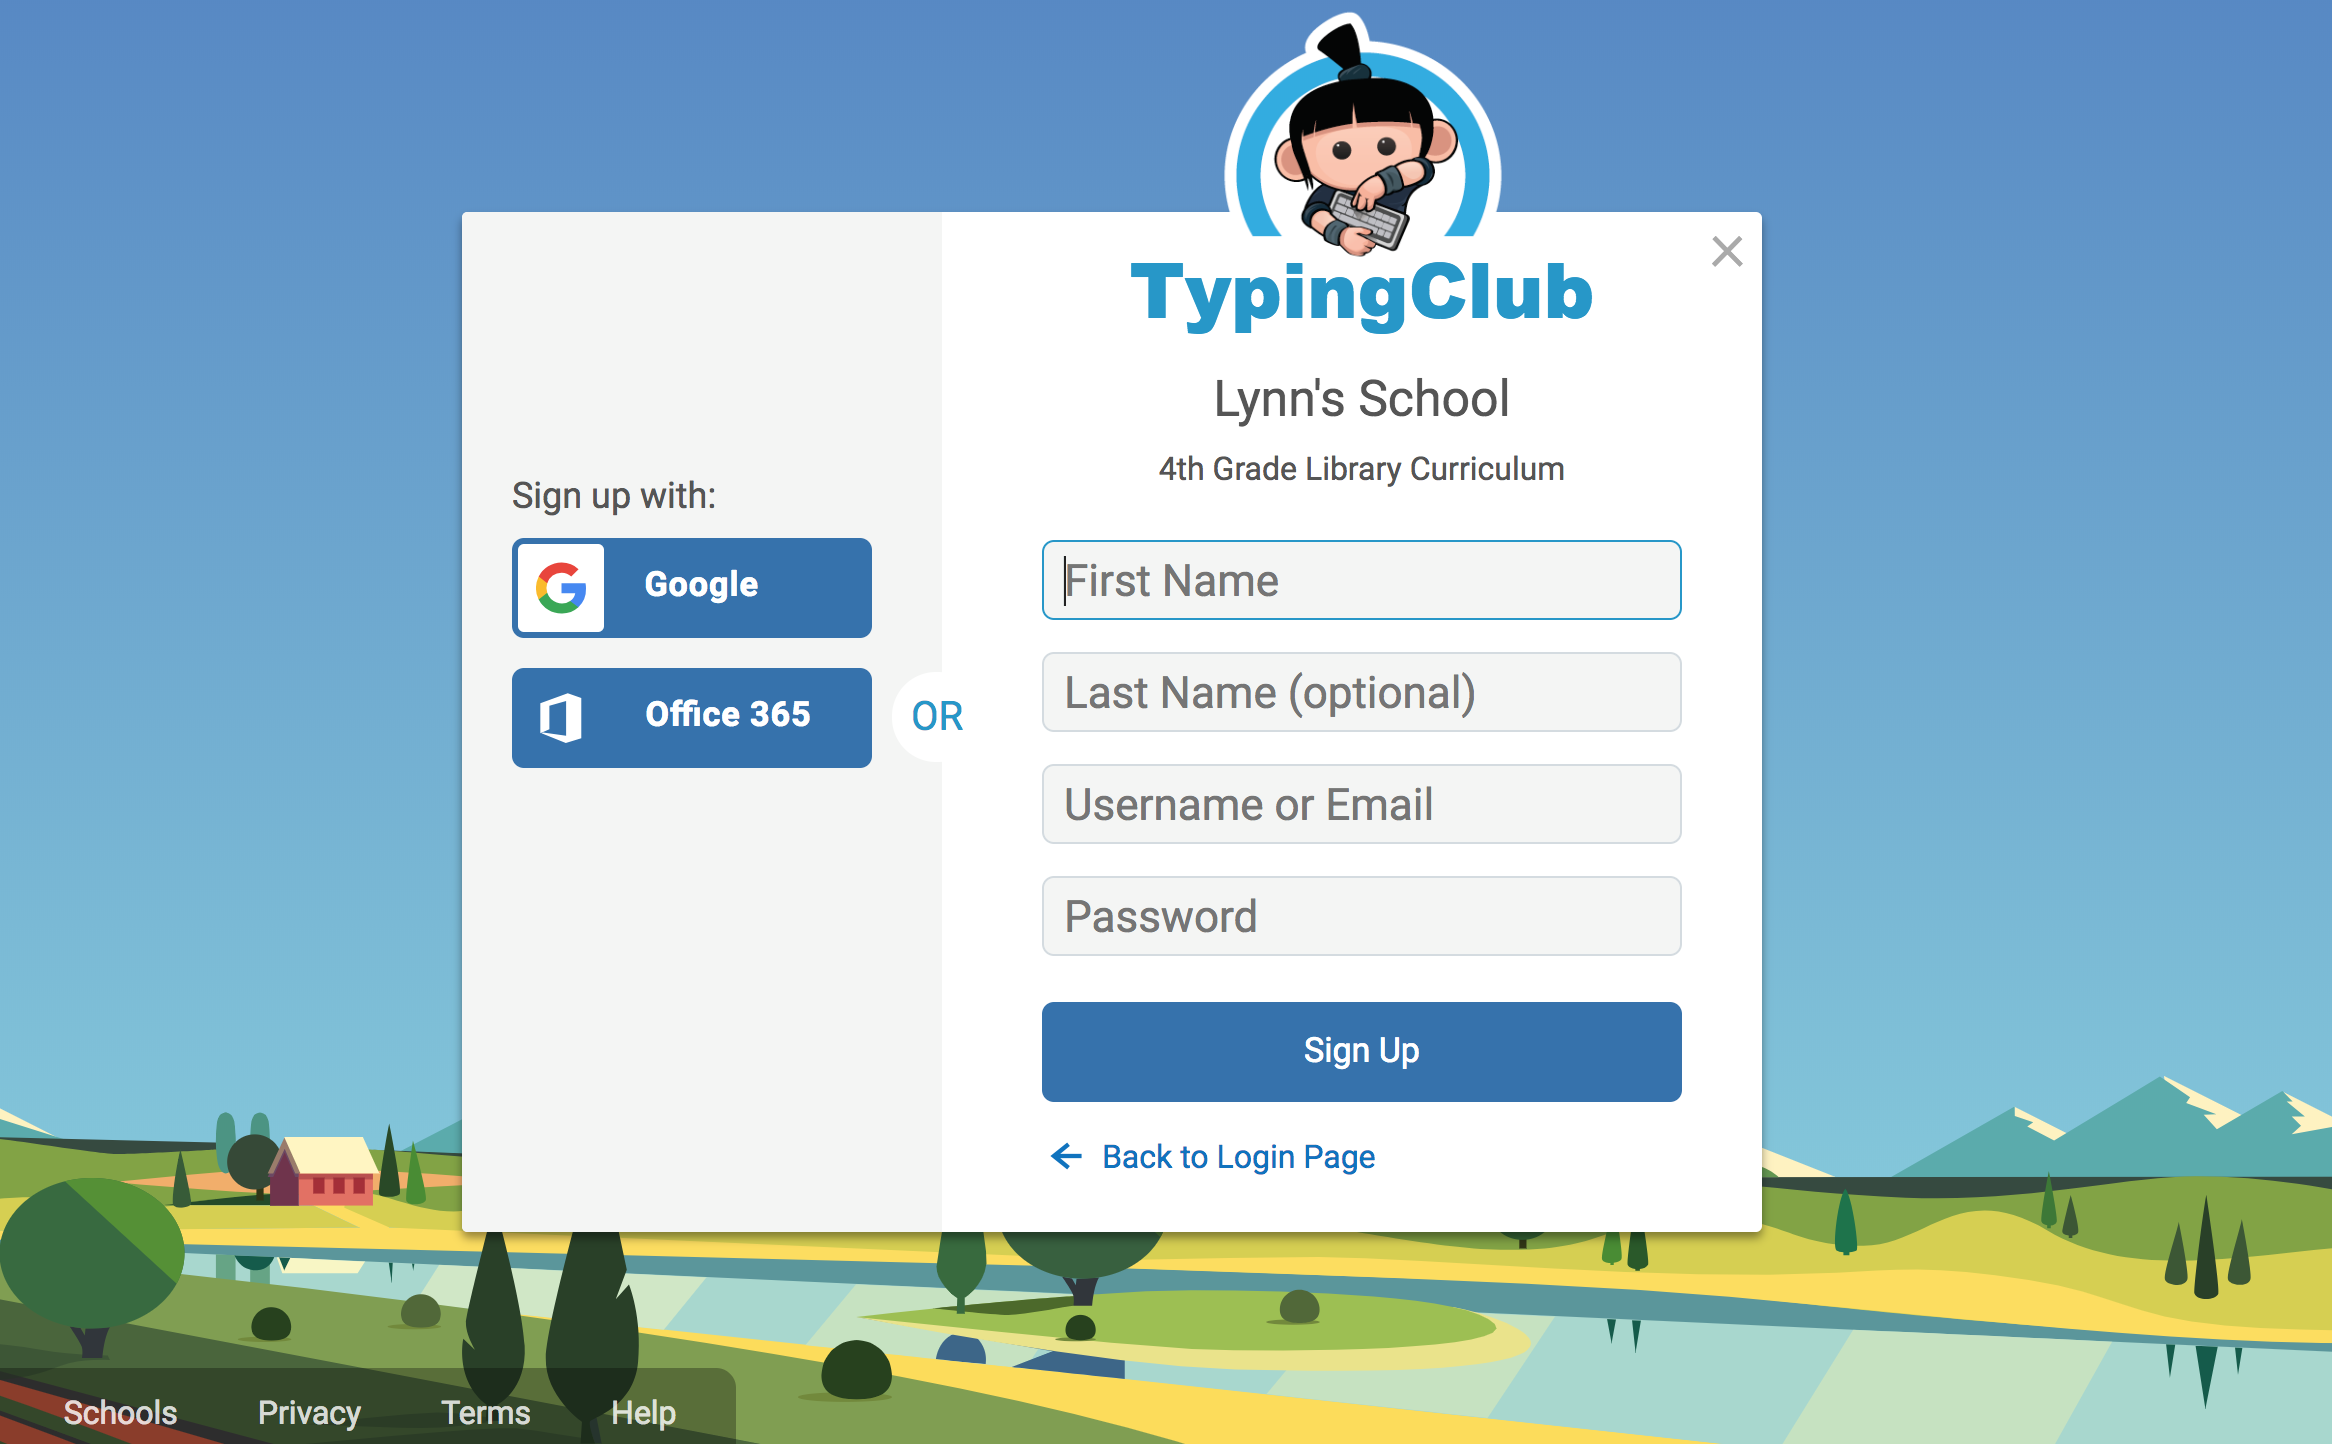 TypingClub
Lynn's School
4th Grade Library Curriculum
Sign up with:
Google
Office 365
OR
First Name
Last Name (optional)
Username or Email
Password
Sign Up
Back to Login Page
Schools
Privacy
Terms
Help